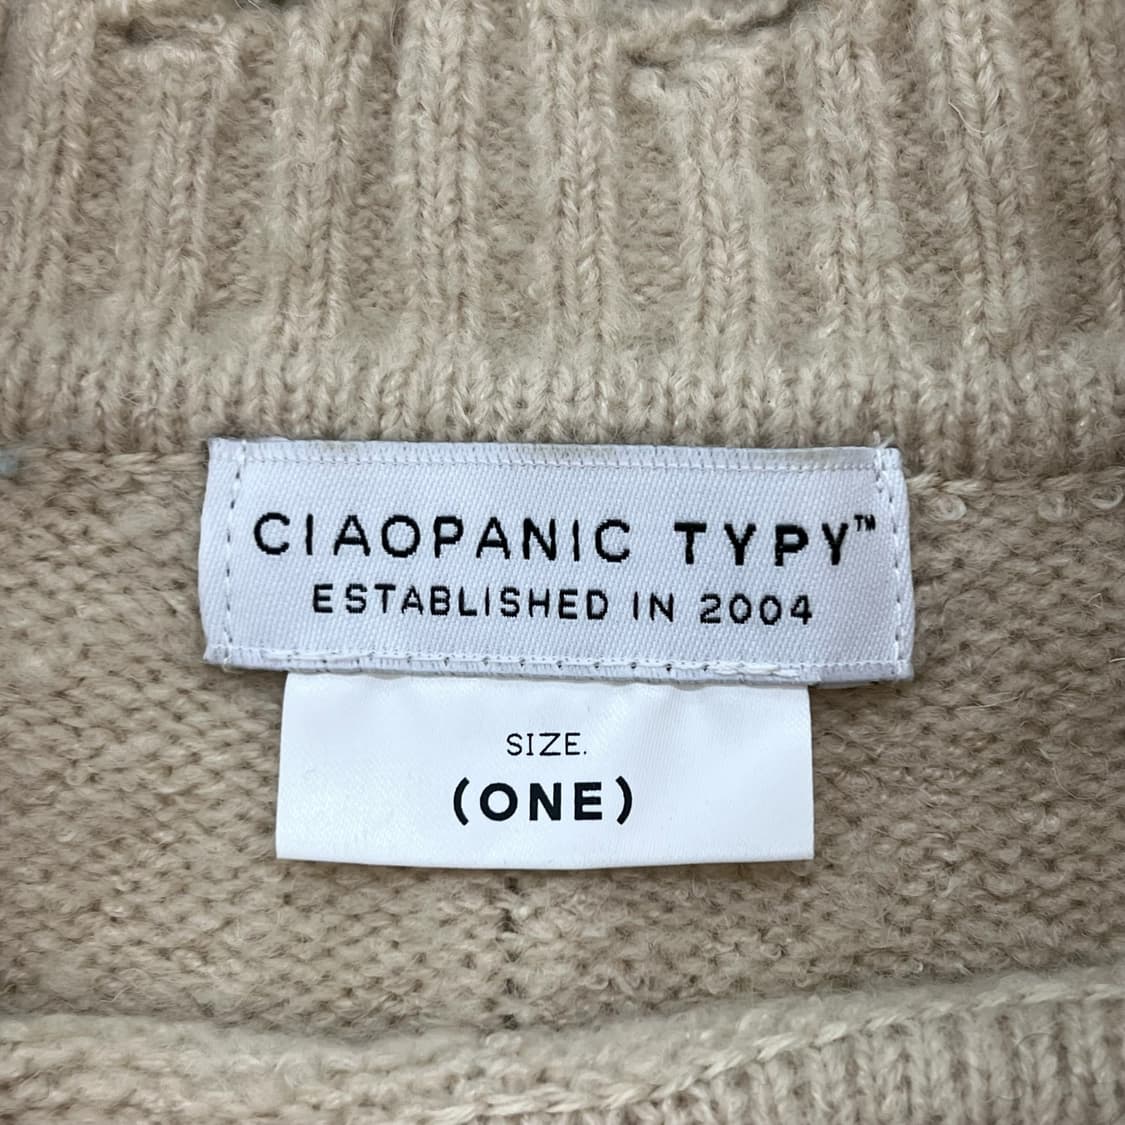 CIAOPANIC TYPY™
ESTABLISHED IN 2004
SIZE.
(ONE)